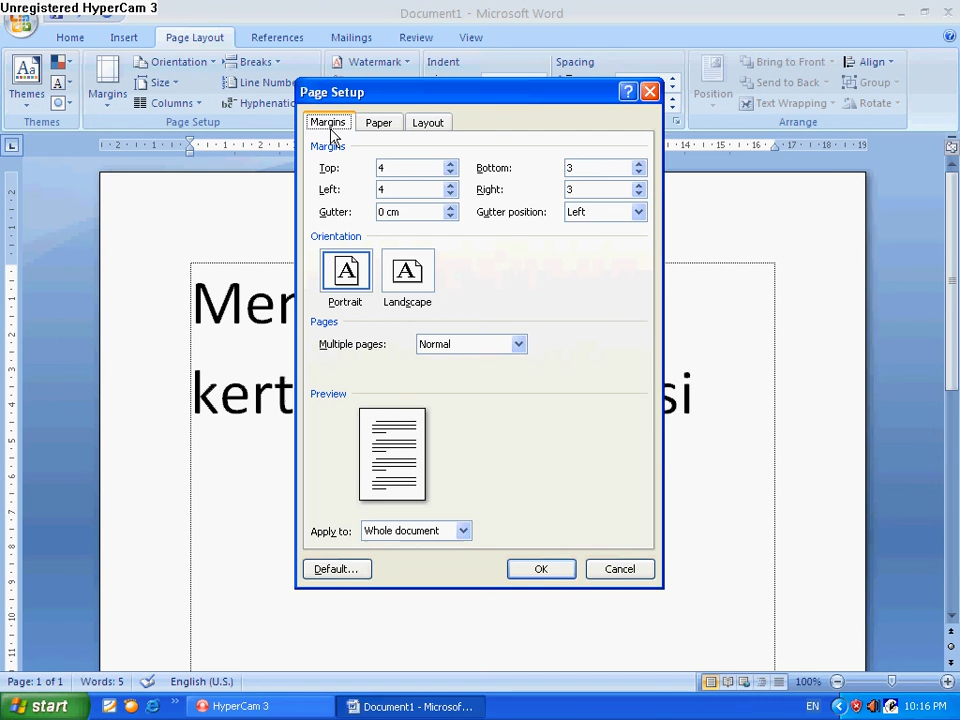 Unregistered HyperCam 3
Document1 - Microsoft Word
Home Insert Page Layout References Mailings Review View
Themes Margins Orientation Size Columns Breaks Line Numbe Hyphenatic
Watermark Indent Spacing
Position Bring to Front Send to Back Text Wrapping Align Group Rotate
Themes Page Setup Arrange
Page Setup
Margins Paper Layout
Margins
Top: 4 Bottom: 3
Left: 4 Right: 3
Gutter: 0 cm Gutter position: Left
Orientation
Portrait Landscape
Pages
Multiple pages: Normal
Preview
Apply to: Whole document
Default... OK Cancel
Mer
kert si
Page: 1 of 1 Words: 5 English (U.S.) 100%
start HyperCam 3 Document1 - Microsof... EN 10:16 PM